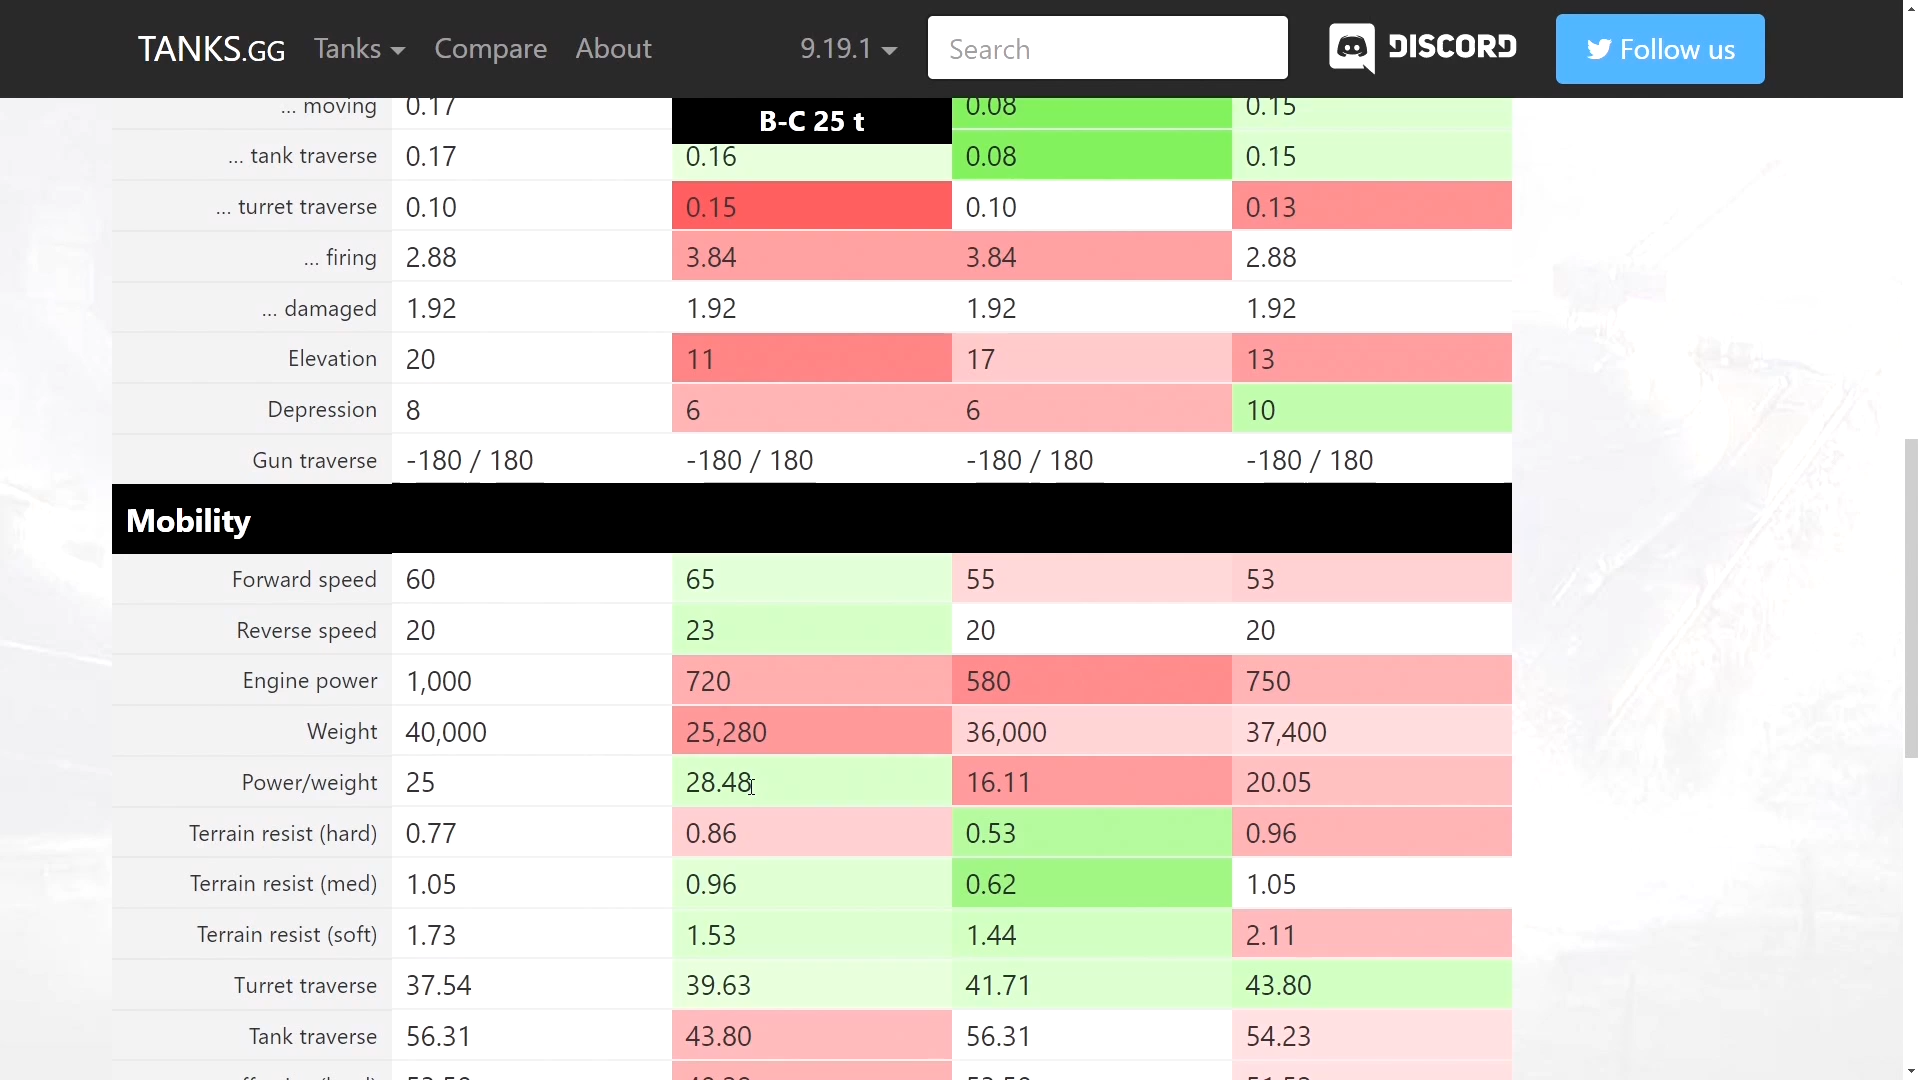 TANKS.GG Tanks Compare About 9.19.1 Search DISCORD Follow us
... moving 0.17 0.08 0.15
B-C 25 t
... tank traverse 0.17 0.16 0.08 0.15
... turret traverse 0.10 0.15 0.10 0.13
... firing 2.88 3.84 3.84 2.88
... damaged 1.92 1.92 1.92 1.92
Elevation 20 11 17 13
Depression 8 6 6 10
Gun traverse -180 / 180 -180 / 180 -180 / 180 -180 / 180
Mobility
Forward speed 60 65 55 53
Reverse speed 20 23 20 20
Engine power 1,000 720 580 750
Weight 40,000 25,280 36,000 37,400
Power/weight 25 28.48 16.11 20.05
Terrain resist (hard) 0.77 0.86 0.53 0.96
Terrain resist (med) 1.05 0.96 0.62 1.05
Terrain resist (soft) 1.73 1.53 1.44 2.11
Turret traverse 37.54 39.63 41.71 43.80
Tank traverse 56.31 43.80 56.31 54.23